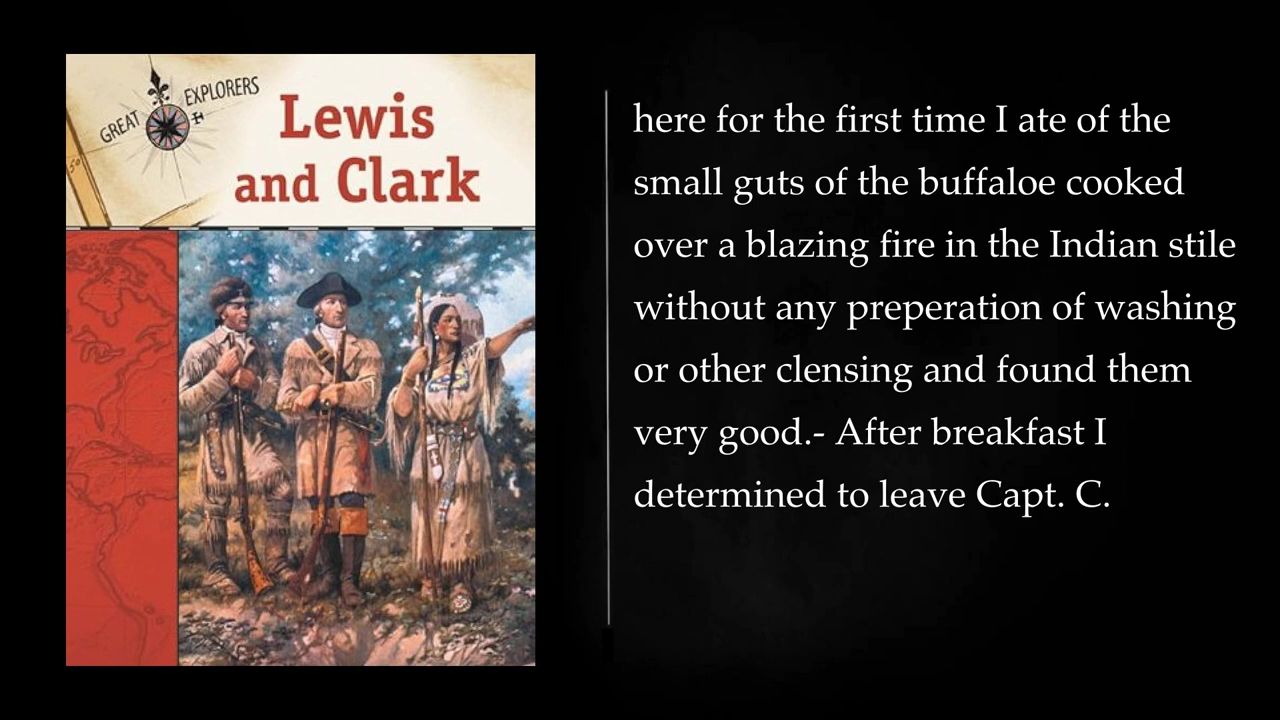 GREAT EXPLORERS
E
50
Lewis
and Clark
here for the first time I ate of the
small guts of the buffaloe cooked
over a blazing fire in the Indian stile
without any preperation of washing
or other clensing and found them
very good.- After breakfast I
determined to leave Capt. C.